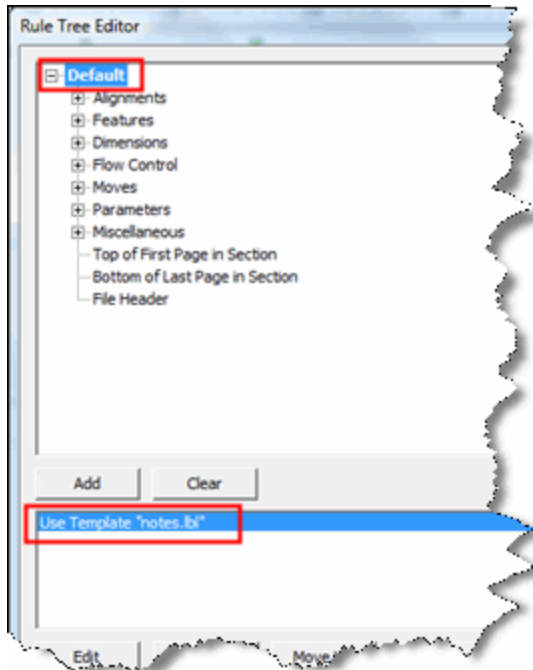 Rule Tree Editor
Default
Alignments
Features
Dimensions
Flow Control
Moves
Parameters
Miscellaneous
Top of First Page in Section
Bottom of Last Page in Section
File Header
Add Clear
Use Template "notes.lbl"
Edit Move